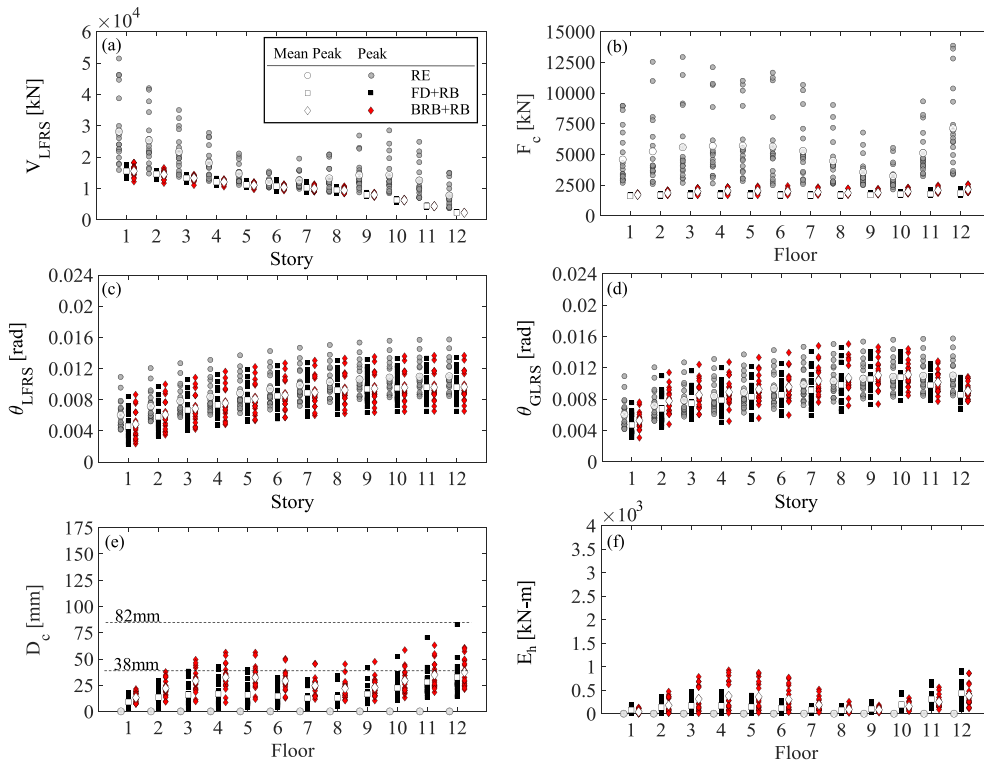 ×10⁴
(a)
V_LFRS [kN]
6
5
4
3
2
1
0
Mean Peak Peak
RE
FD+RB
BRB+RB
1 2 3 4 5 6 7 8 9 10 11 12
Story
(b)
F_c [kN]
15000
12500
10000
7500
5000
2500
0
1 2 3 4 5 6 7 8 9 10 11 12
Floor
(c)
θ_LFRS [rad]
0.024
0.02
0.016
0.012
0.008
0.004
0
1 2 3 4 5 6 7 8 9 10 11 12
Story
(d)
θ_GLRS [rad]
0.024
0.02
0.016
0.012
0.008
0.004
0
1 2 3 4 5 6 7 8 9 10 11 12
Story
(e)
D_c [mm]
175
150
125
100
75
50
25
0
82mm
38mm
1 2 3 4 5 6 7 8 9 10 11 12
Floor
×10³
(f)
E_h [kN-m]
4
3.5
3
2.5
2
1.5
1
0.5
0
1 2 3 4 5 6 7 8 9 10 11 12
Floor